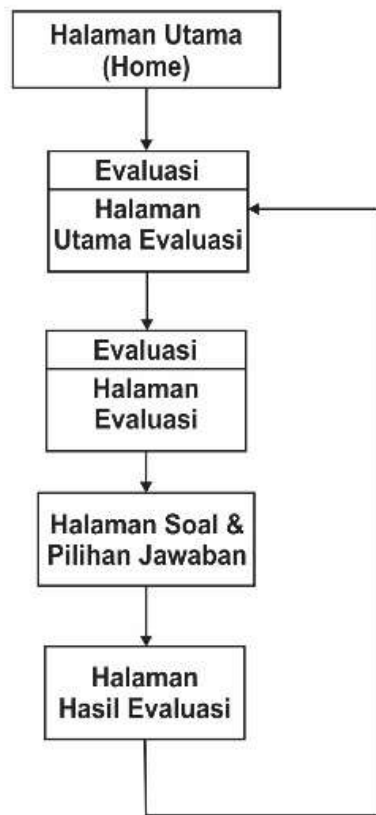 Halaman Utama
(Home)
Evaluasi
Halaman
Utama Evaluasi
Evaluasi
Halaman
Evaluasi
Halaman Soal &
Pilihan Jawaban
Halaman
Hasil Evaluasi